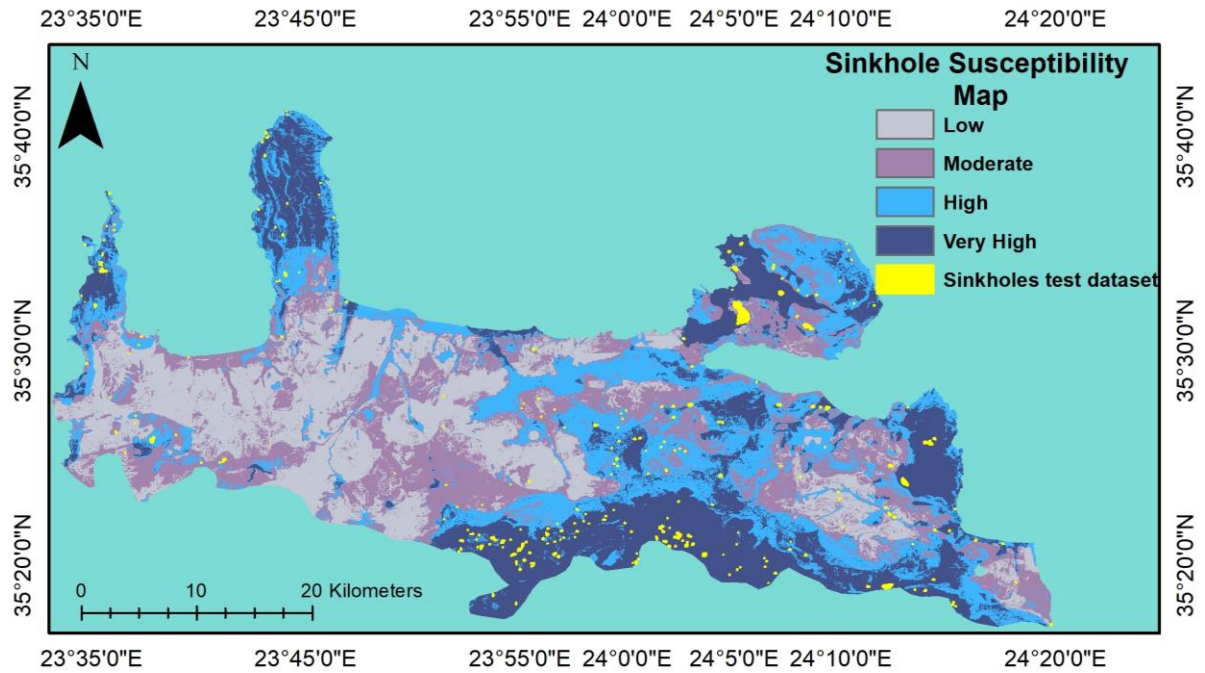 23°35'0"E 23°45'0"E 23°55'0"E 24°0'0"E 24°5'0"E 24°10'0"E 24°20'0"E
N
Sinkhole Susceptibility
Map
Low
Moderate
High
Very High
Sinkholes test dataset
35°40'0"N 35°40'0"N
35°30'0"N 35°30'0"N
35°20'0"N 35°20'0"N
0 10 20 Kilometers
23°35'0"E 23°45'0"E 23°55'0"E 24°0'0"E 24°5'0"E 24°10'0"E 24°20'0"E